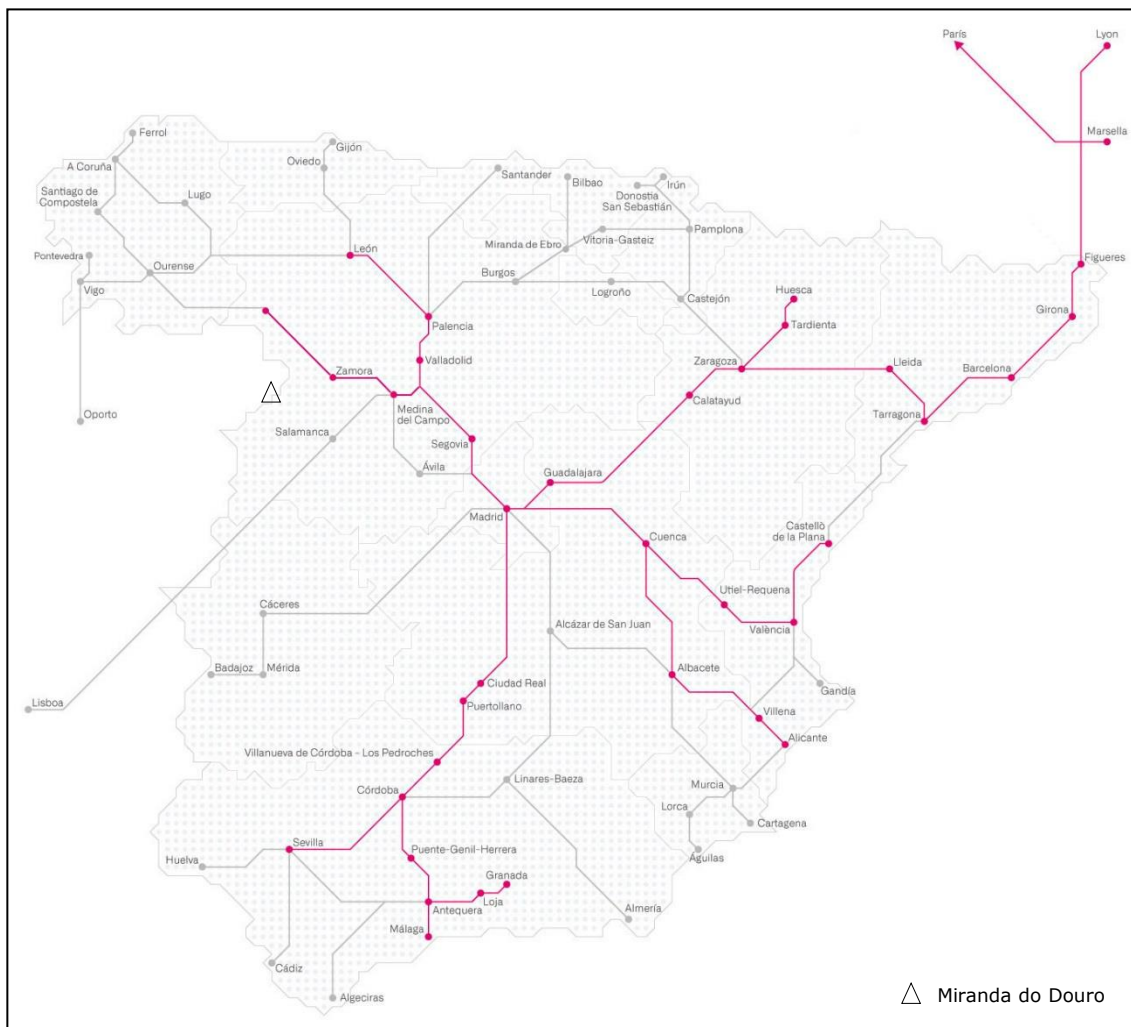 París
Lyon
Marsella
Ferrol
A Coruña
Gijón
Oviedo
Santander
Bilbao
Irún
Donostia
San Sebastián
Santiago de
Compostela
Lugo
Pamplona
Vitoria-Gasteiz
Miranda de Ebro
León
Pontevedra
Ourense
Vigo
Burgos
Logroño
Castejón
Figueres
Huesca
Tardienta
Girona
Palencia
Valladolid
Zaragoza
Lleida
Barcelona
Zamora
Calatayud
Tarragona
Oporto
Medina
del Campo
Salamanca
Segovia
Ávila
Guadalajara
Madrid
Cuenca
Castellò
de la Plana
Utiel-Requena
València
Cáceres
Alcázar de San Juan
Badajoz
Mérida
Albacete
Gandía
Lisboa
Ciudad Real
Puertollano
Villena
Alicante
Villanueva de Córdoba - Los Pedroches
Linares-Baeza
Córdoba
Murcia
Lorca
Cartagena
Sevilla
Huelva
Puente-Genil-Herrera
Águilas
Granada
Loja
Antequera
Almería
Málaga
Cádiz
Algeciras
Miranda do Douro